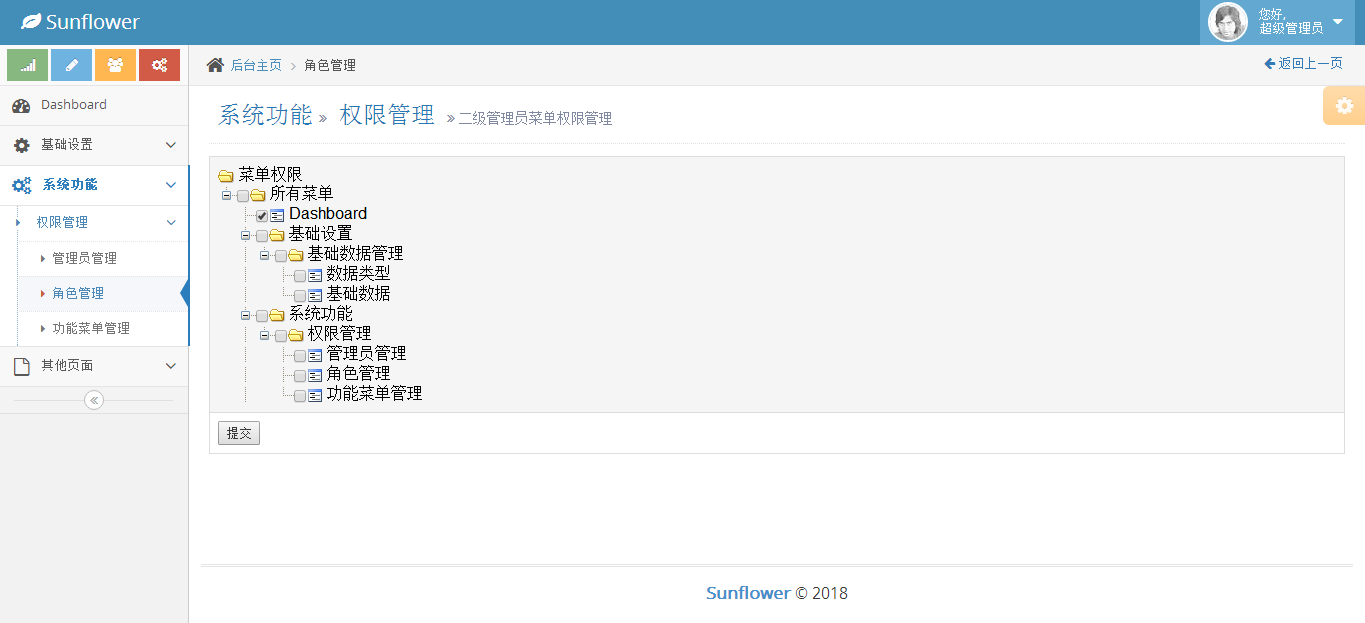 Sunflower
您好,
超级管理员
后台主页 角色管理
返回上一页
Dashboard
基础设置
系统功能
权限管理
管理员管理
角色管理
功能菜单管理
其他页面
系统功能 » 权限管理 » 二级管理员菜单权限管理
菜单权限
所有菜单
Dashboard
基础设置
基础数据管理
数据类型
基础数据
系统功能
权限管理
管理员管理
角色管理
功能菜单管理
提交
Sunflower © 2018